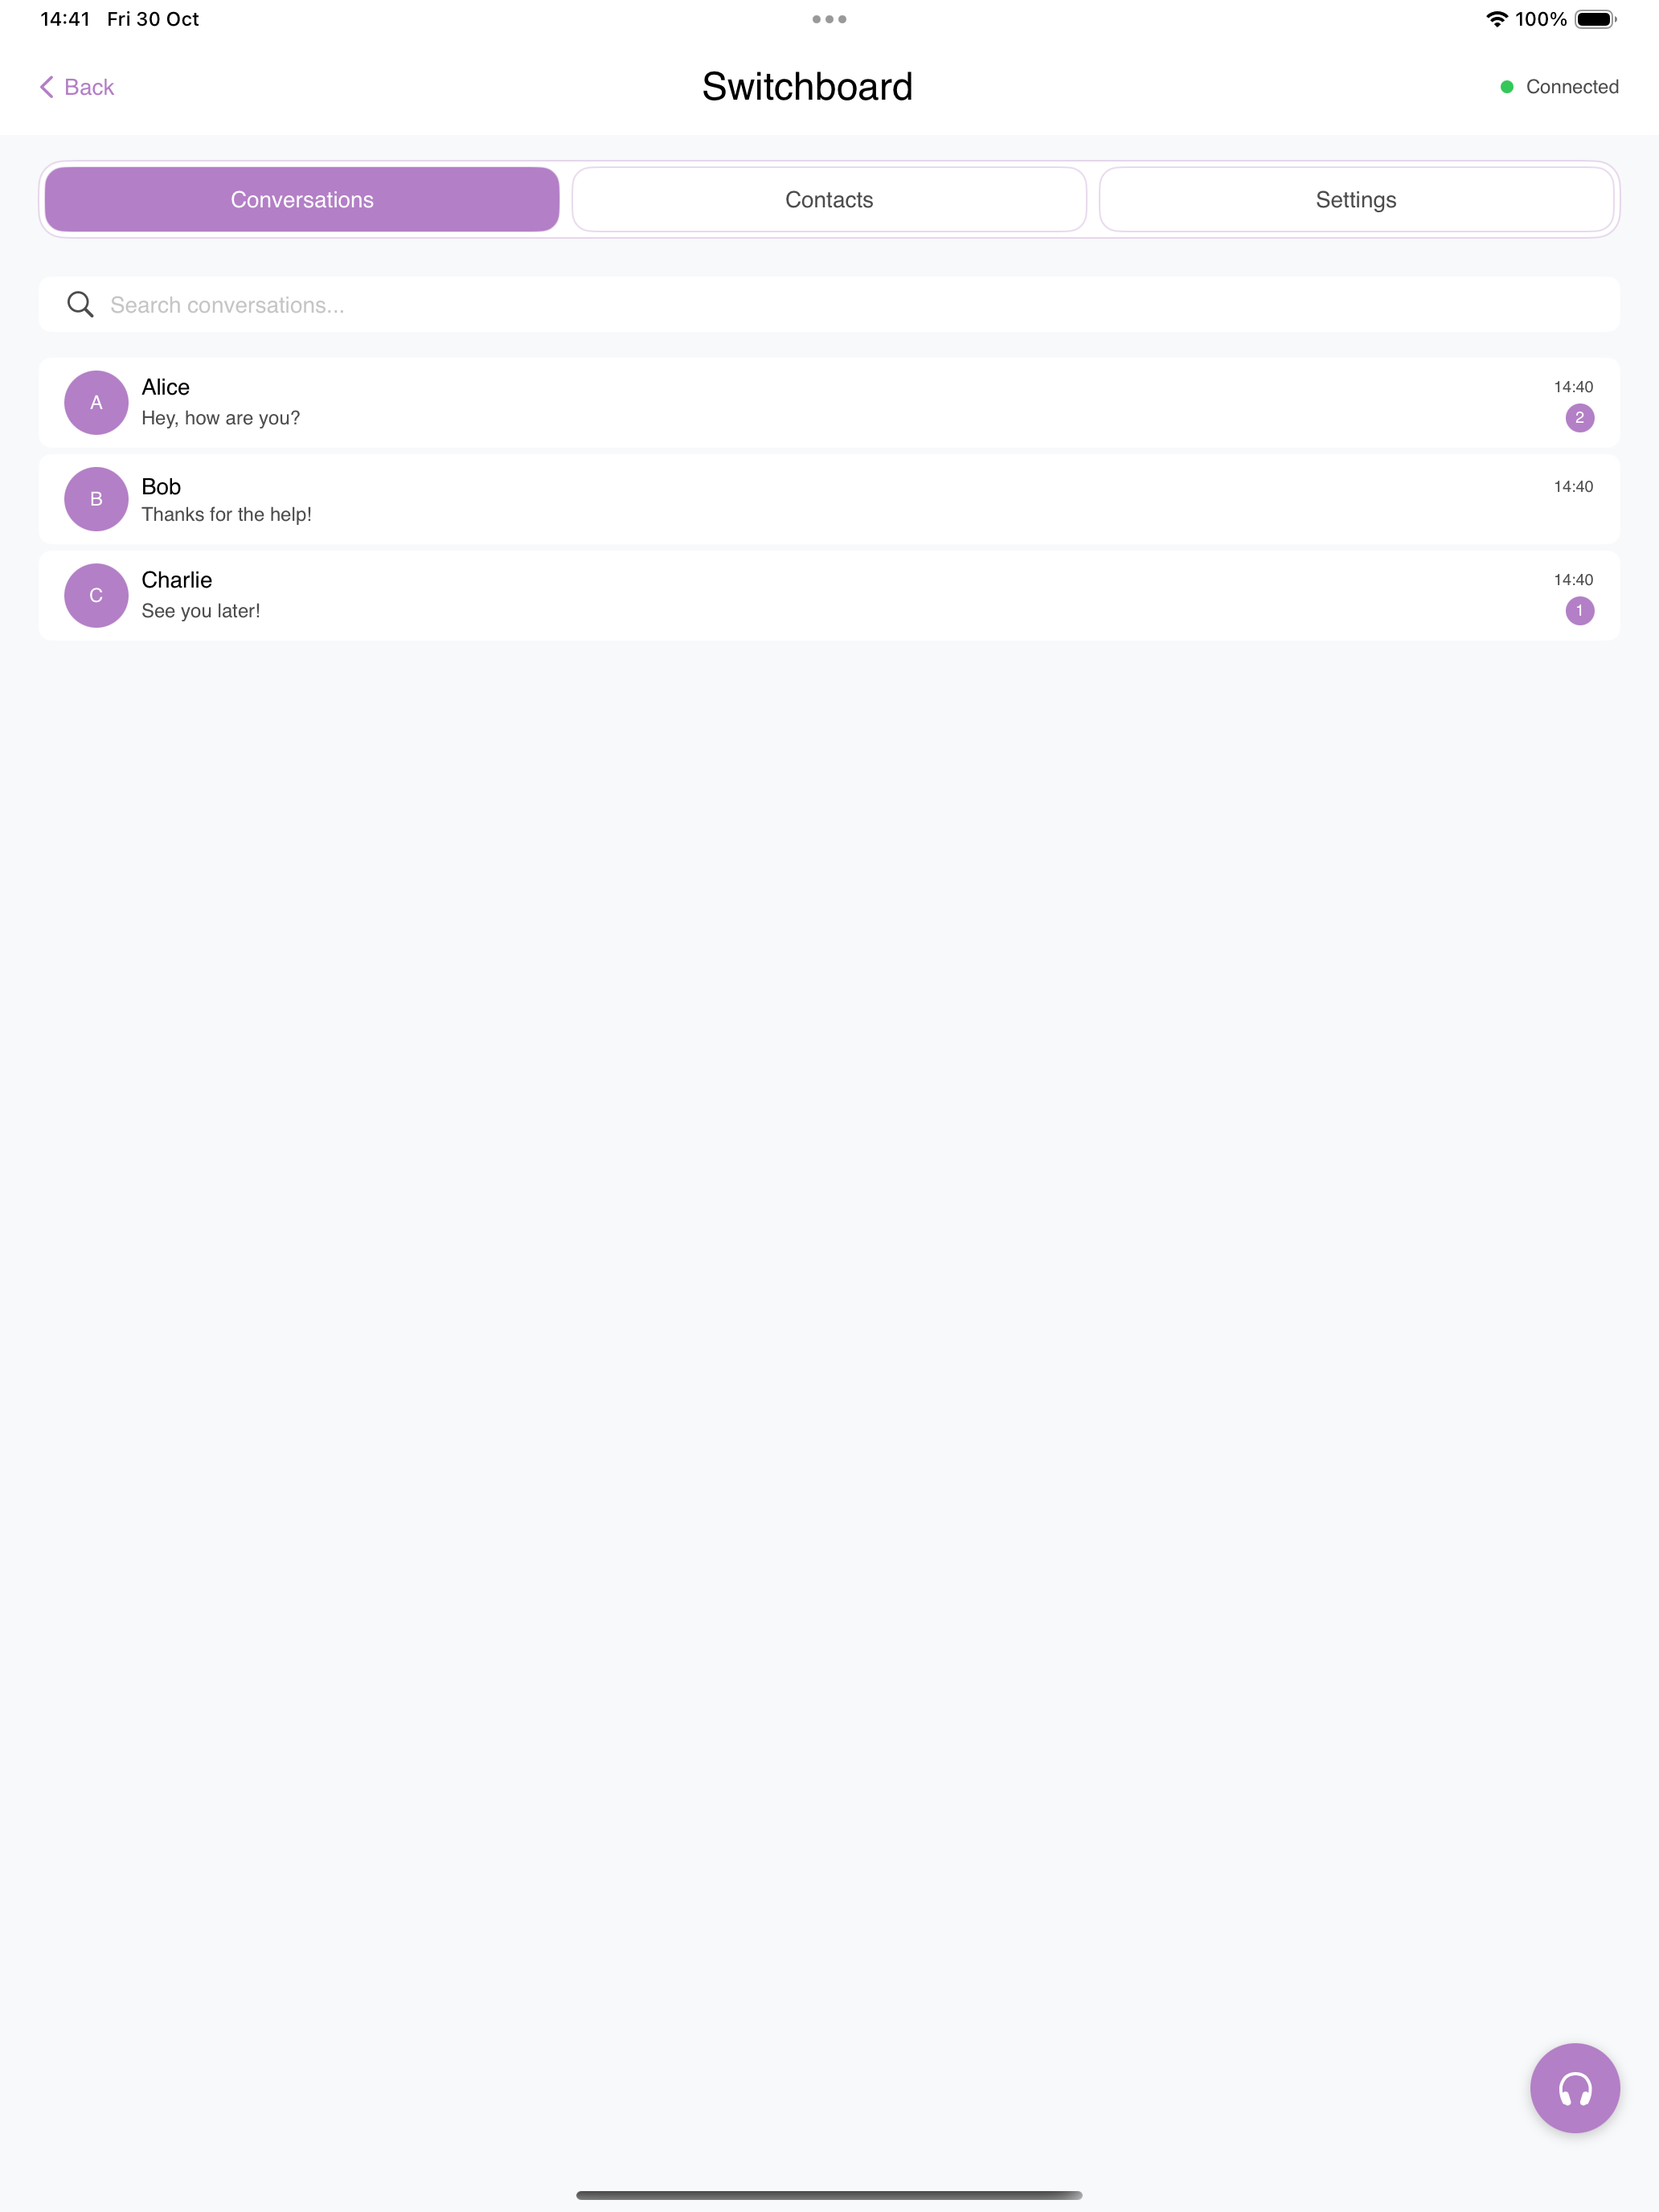 14:41 Fri 30 Oct 100%
Back Switchboard Connected
Conversations Contacts Settings
Search conversations...
A Alice 14:40
Hey, how are you? 2
B Bob 14:40
Thanks for the help!
C Charlie 14:40
See you later! 1